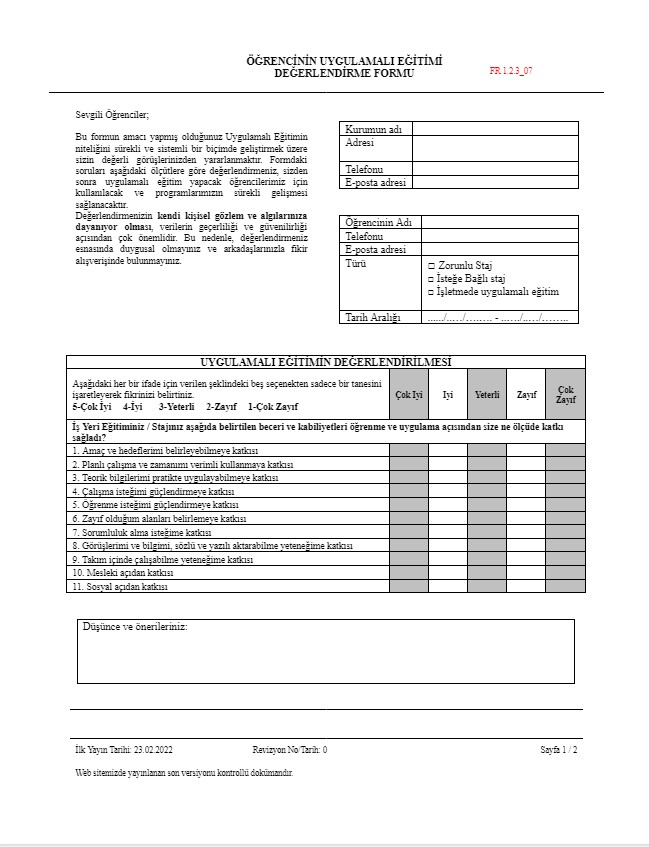 ÖĞRENCİNİN UYGULAMALI EĞİTİMİ
DEĞERLENDİRME FORMU
FR 1.2.3_07
Sevgili Öğrenciler;
Bu formun amacı yapmış olduğunuz Uygulamalı Eğitimin
niteliğini sürekli ve sistemli bir biçimde geliştirmek üzere
sizin değerli görüşlerinizden yararlanmaktır. Formdaki
soruları aşağıdaki ölçütlere göre değerlendirmeniz, sizden
sonra uygulamalı eğitim yapacak öğrencilerimiz için
kullanılacak ve programlarımızın sürekli gelişmesi
sağlanacaktır.
Değerlendirmenizin kendi kişisel gözlem ve algılarınıza
dayanıyor olması, verilerin geçerliliği ve güvenilirliği
açısından çok önemlidir. Bu nedenle, değerlendirmeniz
esnasında duygusal olmayınız ve arkadaşlarınızla fikir
alışverişinde bulunmayınız.
Kurumun adı
Adresi
Telefonu
E-posta adresi
Öğrencinin Adı
Telefonu
E-posta adresi
Türü
□ Zorunlu Staj
□ İsteğe Bağlı staj
□ İşletmede uygulamalı eğitim
Tarih Aralığı ....../...../........ - ....../...../........
UYGULAMALI EĞİTİMİN DEĞERLENDİRİLMESİ
Aşağıdaki her bir ifade için verilen şeklindeki beş seçenekten sadece bir tanesini
işaretleyerek fikrinizi belirtiniz.
5-Çok İyi 4-İyi 3-Yeterli 2-Zayıf 1-Çok Zayıf
Çok İyi İyi Yeterli Zayıf Çok Zayıf
İş Yeri Eğitiminiz / Stajınız aşağıda belirtilen beceri ve kabiliyetleri öğrenme ve uygulama açısından size ne ölçüde katkı
sağladı?
1. Amaç ve hedeflerimi belirleyebilmeye katkısı
2. Planlı çalışma ve zamanımı verimli kullanmaya katkısı
3. Teorik bilgilerimi pratikte uygulayabilmeye katkısı
4. Çalışma isteğimi güçlendirmeye katkısı
5. Öğrenme isteğimi güçlendirmeye katkısı
6. Zayıf olduğum alanları belirlemeye katkısı
7. Sorumluluk alma isteğime katkısı
8. Görüşlerimi ve bilgimi, sözlü ve yazılı aktarabilme yeteneğime katkısı
9. Takım içinde çalışabilme yeteneğime katkısı
10. Mesleki açıdan katkısı
11. Sosyal açıdan katkısı
Düşünce ve önerileriniz:
İlk Yayın Tarihi: 23.02.2022 Revizyon No/Tarih: 0 Sayfa 1 / 2
Web sitemizde yayınlanan son versiyonu kontrollü dokümandır.